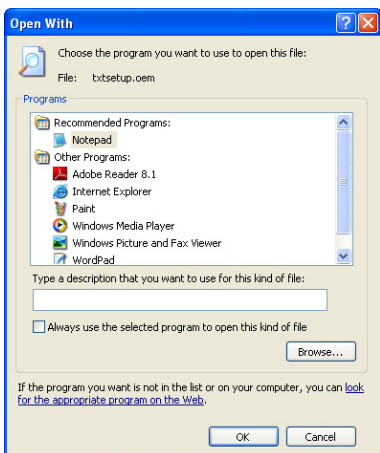 Open With
Choose the program you want to use to open this file:
File: txtsetup.oem
Programs
Recommended Programs:
Notepad
Other Programs:
Adobe Reader 8.1
Internet Explorer
Paint
Windows Media Player
Windows Picture and Fax Viewer
WordPad
Type a description that you want to use for this kind of file:
Always use the selected program to open this kind of file
Browse...
If the program you want is not in the list or on your computer, you can look
for the appropriate program on the Web.
OK Cancel